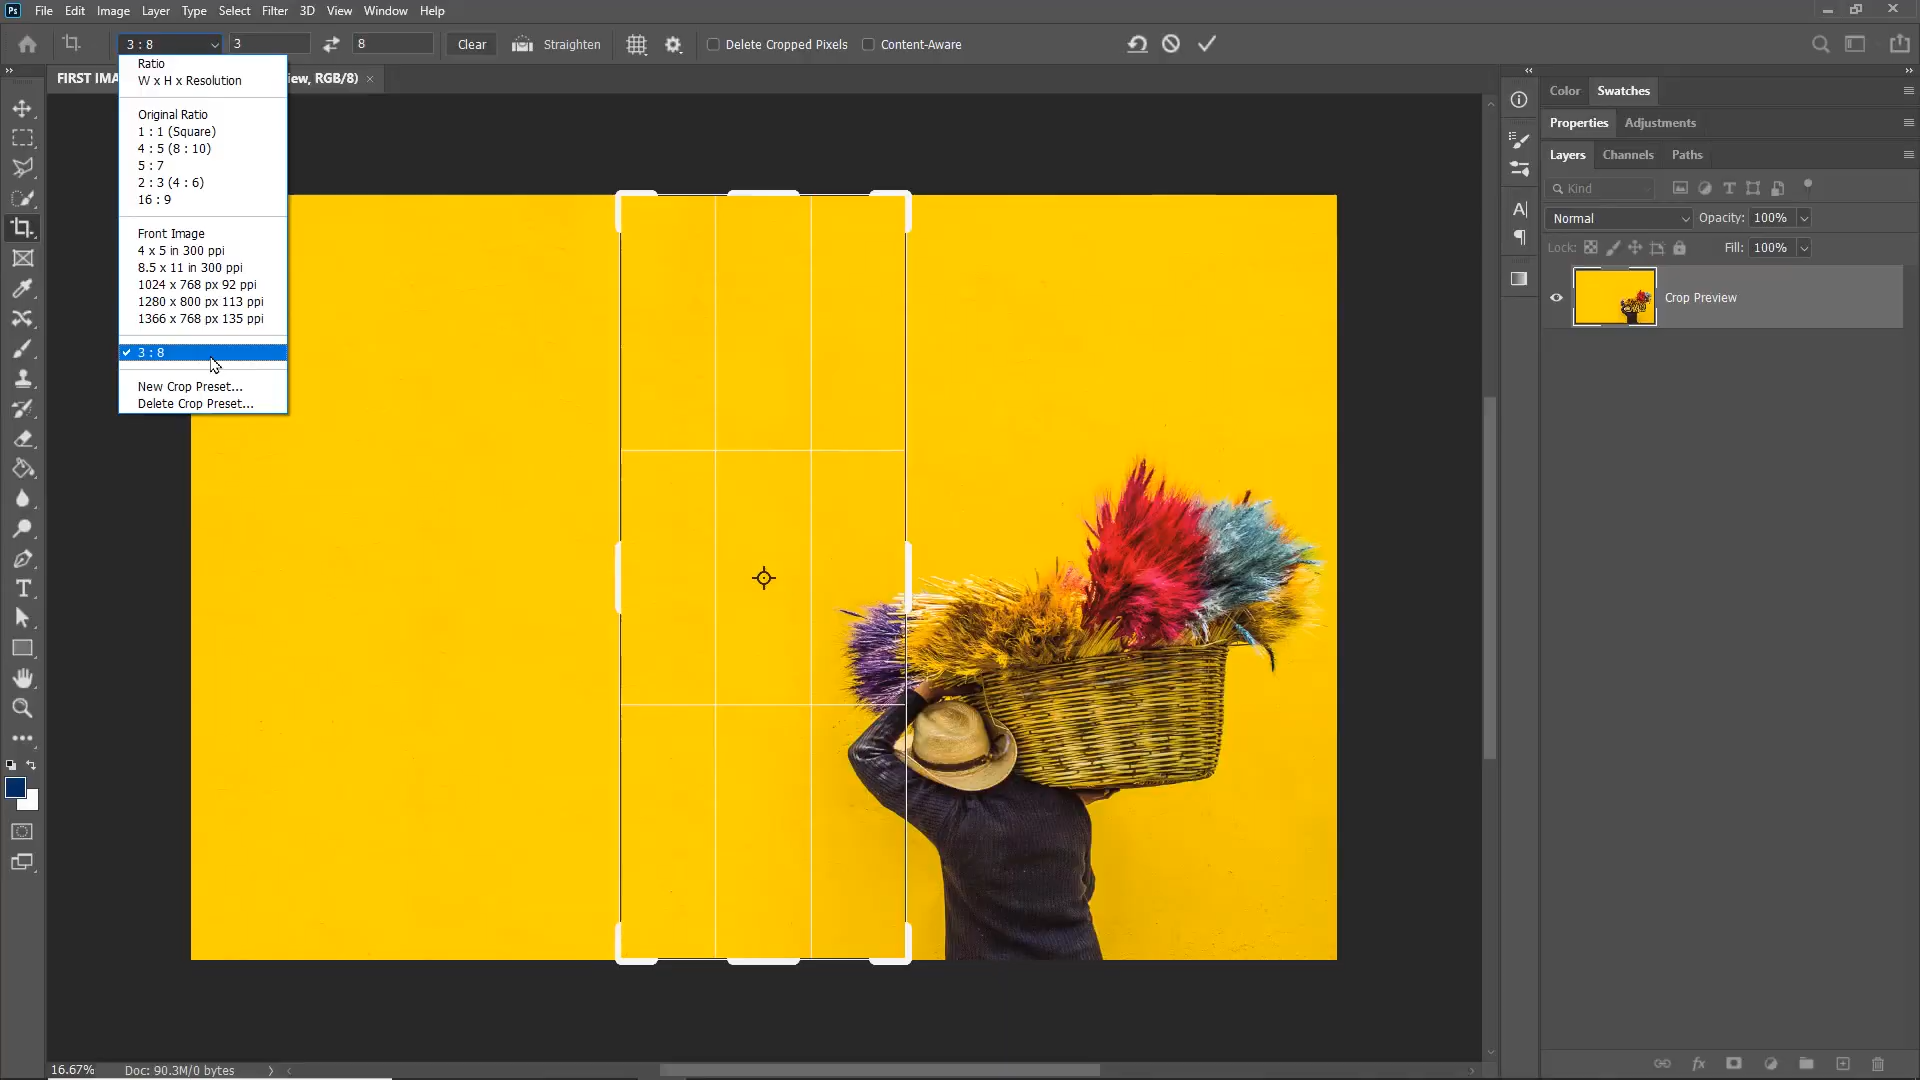 Ps File Edit Image Layer Type Select Filter 3D View Window Help
3 : 8 3 8 Clear Straighten Delete Cropped Pixels Content-Aware
FIRST IMA iew, RGB/8) ×
Ratio
W x H x Resolution
Original Ratio
1 : 1 (Square)
4 : 5 (8 : 10)
5 : 7
2 : 3 (4 : 6)
16 : 9
Front Image
4 x 5 in 300 ppi
8.5 x 11 in 300 ppi
1024 x 768 px 92 ppi
1280 x 800 px 113 ppi
1366 x 768 px 135 ppi
3 : 8
New Crop Preset...
Delete Crop Preset...
Color Swatches
Properties Adjustments
Layers Channels Paths
Kind
Normal Opacity: 100%
Lock: Fill: 100%
Crop Preview
16.67% Doc: 90.3M/0 bytes